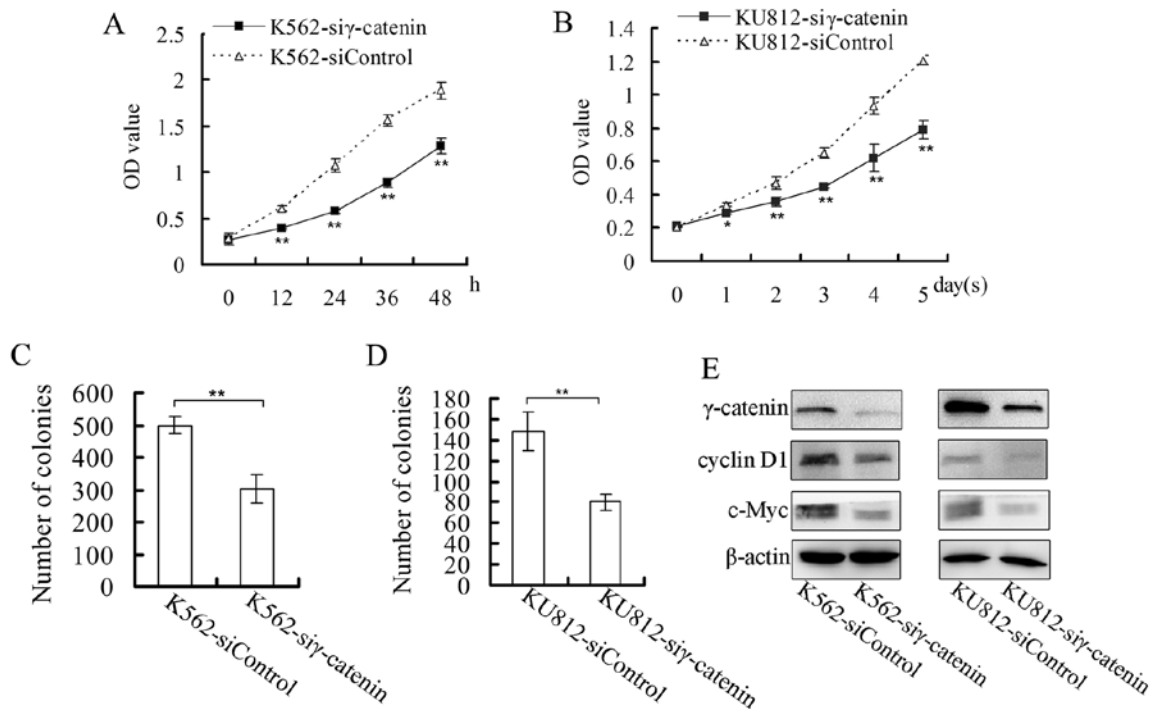 A
K562-siγ-catenin
K562-siControl
OD value
2.5
2
1.5
1
0.5
0
**
**
**
**
0 12 24 36 48 h
B
KU812-siγ-catenin
KU812-siControl
OD value
1.4
1.2
1
0.8
0.6
0.4
0.2
0
*
**
**
**
**
0 1 2 3 4 5 day(s)
C
Number of colonies
600
500
400
300
200
100
0
**
K562-siControl
K562-siγ-catenin
D
Number of colonies
180
160
140
120
100
80
60
40
20
0
**
KU812-siControl
KU812-siγ-catenin
E
γ-catenin
cyclin D1
c-Myc
β-actin
K562-siControl
K562-siγ-catenin
KU812-siControl
KU812-siγ-catenin